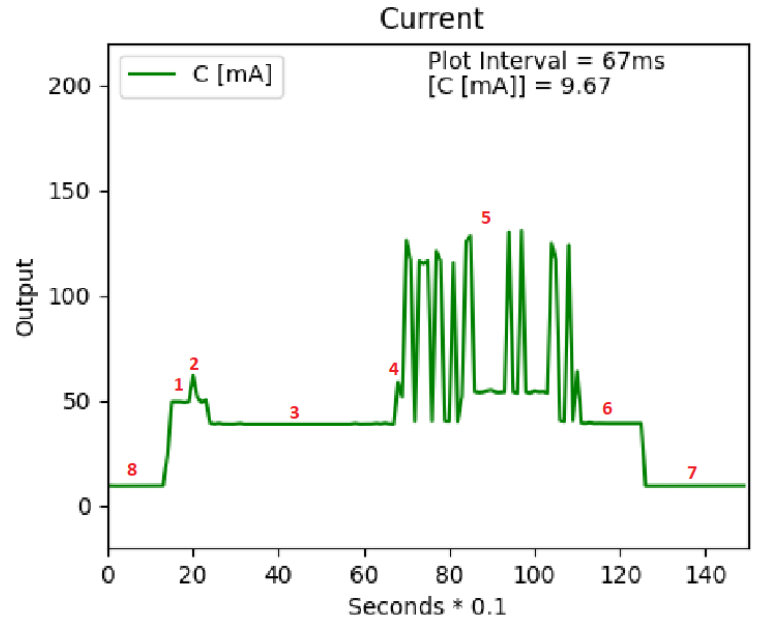 Current
C [mA]
Plot Interval = 67ms
[C [mA]] = 9.67
Output
200
150
100
50
0
8
1
2
3
4
5
6
7
0 20 40 60 80 100 120 140
Seconds * 0.1